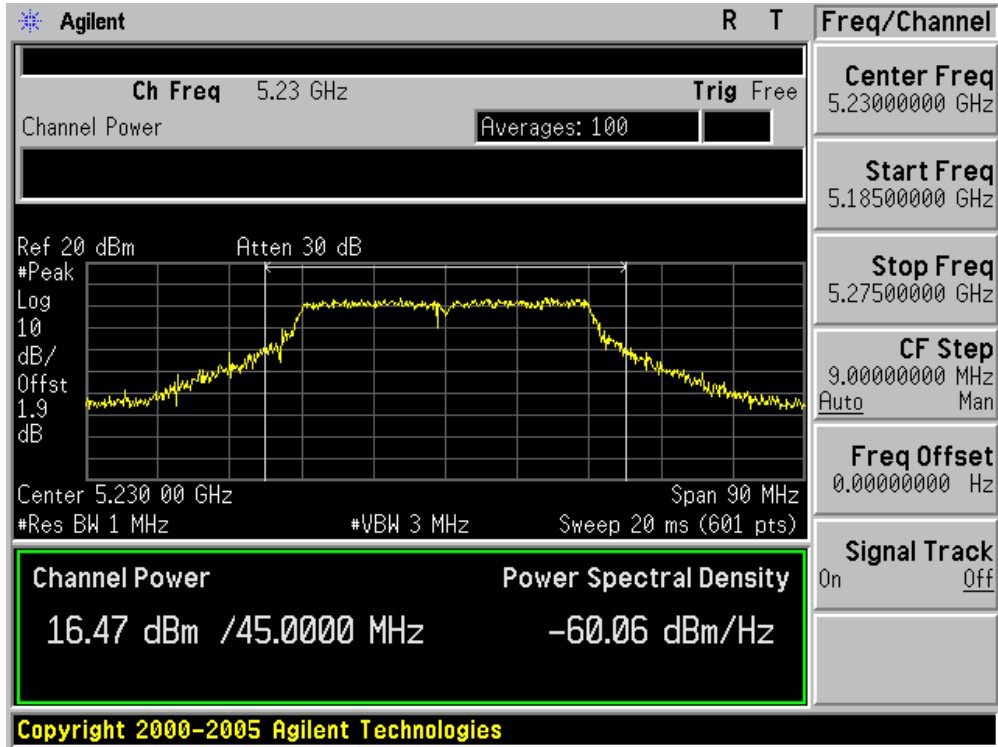 Agilent R T
Ch Freq 5.23 GHz Trig Free
Channel Power Averages: 100
Ref 20 dBm Atten 30 dB
#Peak
Log
10
dB/
Offst
1.9
dB
Center 5.230 00 GHz Span 90 MHz
#Res BW 1 MHz #VBW 3 MHz Sweep 20 ms (601 pts)
Channel Power Power Spectral Density
16.47 dBm /45.0000 MHz -60.06 dBm/Hz
Copyright 2000-2005 Agilent Technologies
Freq/Channel
Center Freq
5.23000000 GHz
Start Freq
5.18500000 GHz
Stop Freq
5.27500000 GHz
CF Step
9.00000000 MHz
Auto Man
Freq Offset
0.00000000 Hz
Signal Track
On Off